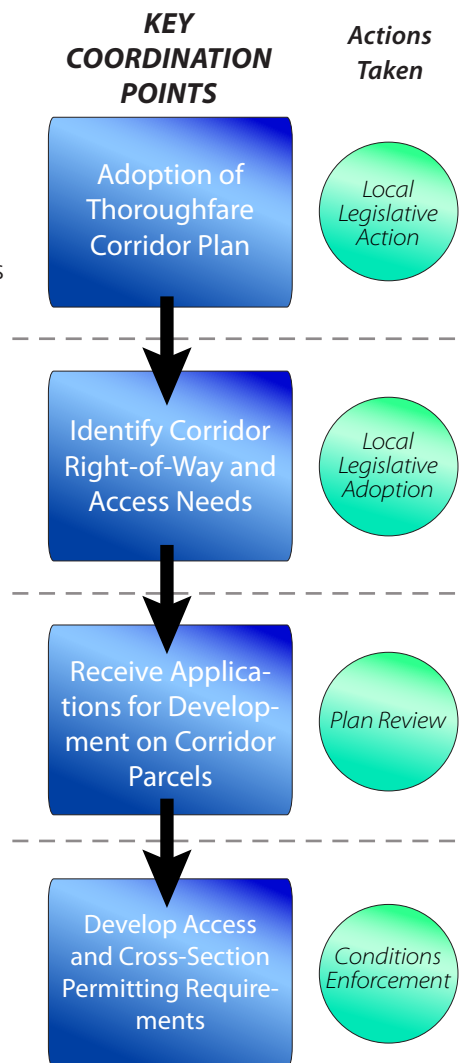 KEY
COORDINATION
POINTS
Actions
Taken
Adoption of
Thoroughfare
Corridor Plan
Local
Legislative
Action
s
Identify Corridor
Right-of-Way and
Access Needs
Local
Legislative
Adoption
Receive Applica-
tions for Develop-
ment on Corridor
Parcels
Plan Review
Develop Access
and Cross-Section
Permitting Require-
ments
Conditions
Enforcement